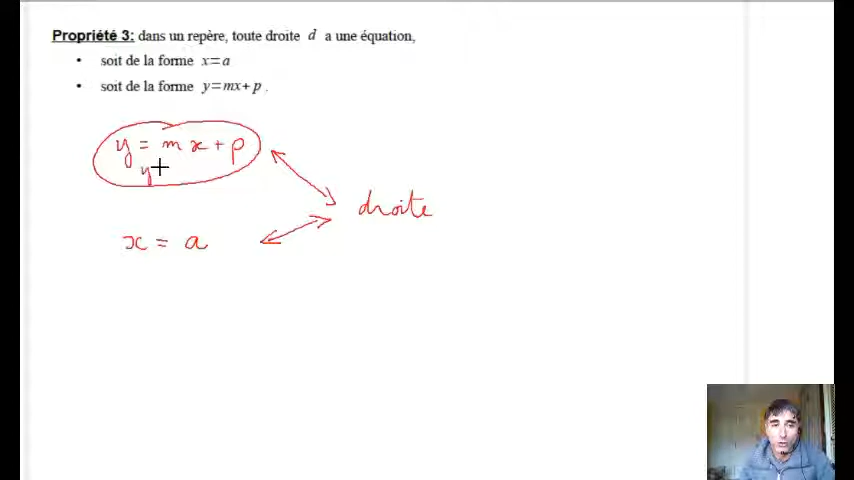 Propriété 3: dans un repère, toute droite d a une équation,
• soit de la forme x=a
• soit de la forme y=mx+p .
y = mx+p
y
droite
x = a